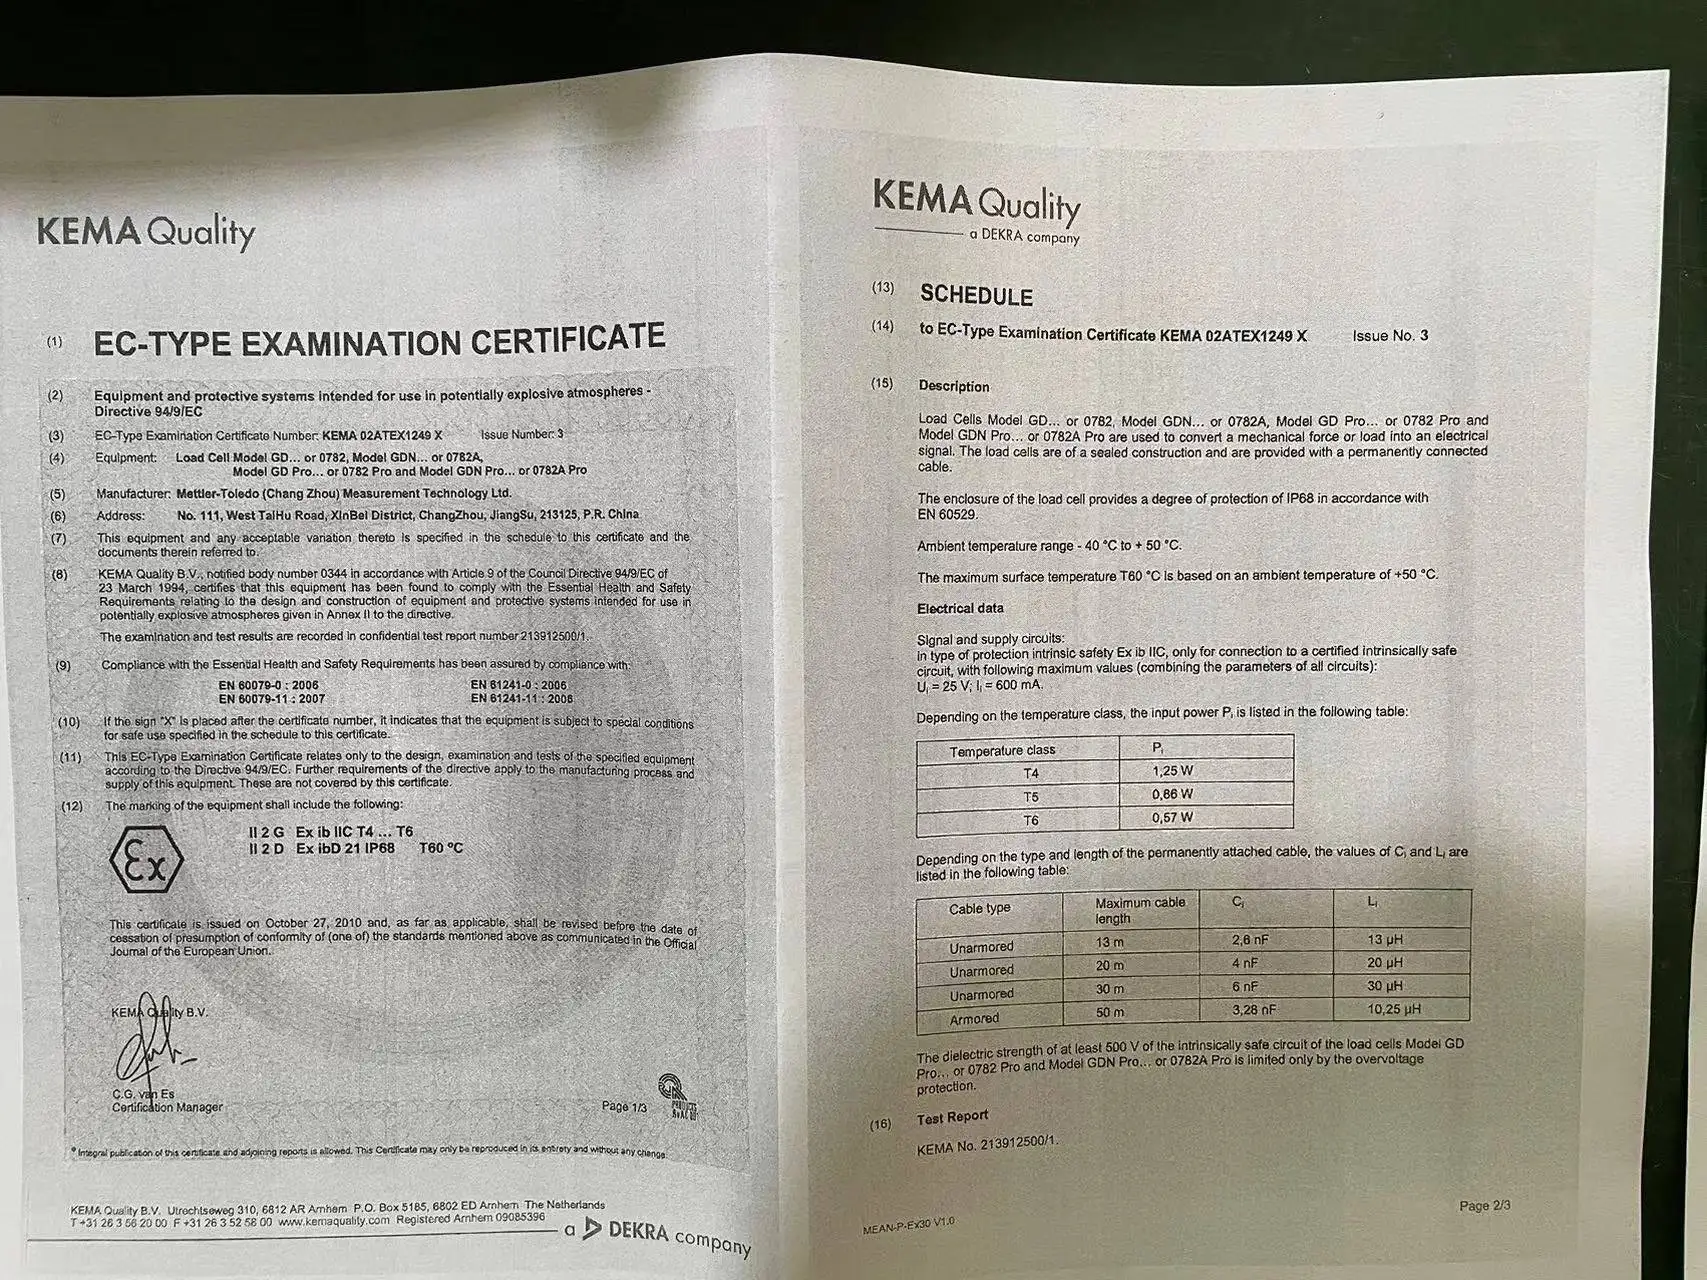 KEMA Quality
(1) EC-TYPE EXAMINATION CERTIFICATE
(2) Equipment and protective systems intended for use in potentially explosive atmospheres -
Directive 94/9/EC
(3) EC-Type Examination Certificate Number: KEMA 02ATEX1249 X Issue Number: 3
(4) Equipment: Load Cell Model GD... or 0782, Model GDN... or 0782A,
Model GD Pro... or 0782 Pro and Model GDN Pro... or 0782A Pro
(5) Manufacturer: Mettler-Toledo (Chang Zhou) Measurement Technology Ltd.
(6) Address: No. 111, West TaiHu Road, XinBei District, ChangZhou, JiangSu, 213125, P.R. China
(7) This equipment and any acceptable variation thereto is specified in the schedule to this certificate and the
documents therein referred to.
(8) KEMA Quality B.V., notified body number 0344 in accordance with Article 9 of the Council Directive 94/9/EC of
23 March 1994, certifies that this equipment has been found to comply with the Essential Health and Safety
Requirements relating to the design and construction of equipment and protective systems intended for use in
potentially explosive atmospheres given in Annex II to the directive.
The examination and test results are recorded in confidential test report number 213912500/1.
(9) Compliance with the Essential Health and Safety Requirements has been assured by compliance with:
EN 60079-0 : 2006 EN 61241-0 : 2006
EN 60079-11 : 2007 EN 61241-11 : 2006
(10) If the sign "X" is placed after the certificate number, it indicates that the equipment is subject to special conditions
for safe use specified in the schedule to this certificate.
(11) This EC-Type Examination Certificate relates only to the design, examination and tests of the specified equipment
according to the Directive 94/9/EC. Further requirements of the directive apply to the manufacturing process and
supply of this equipment. These are not covered by this certificate.
(12) The marking of the equipment shall include the following:
Ex
II 2 G Ex ib IIC T4 ... T6
II 2 D Ex ibD 21 IP68 T60 °C
This certificate is issued on October 27, 2010 and, as far as applicable, shall be revised before the date of
cessation of presumption of conformity of (one of) the standards mentioned above as communicated in the Official
Journal of the European Union.
KEMA Quality B.V.
C.G. van Es
Certification Manager
Page 1/3
PRODUCTS
RvA C 001
® Integral publication of this certificate and adjoining reports is allowed. This Certificate may only be reproduced in its entirety and without any change.
KEMA Quality B.V. Utrechtseweg 310, 6812 AR Arnhem P.O. Box 5185, 6802 ED Arnhem The Netherlands
T +31 26 3 56 20 00 F +31 26 3 52 58 00 www.kemaquality.com Registered Arnhem 09085396
a DEKRA company
KEMA Quality
a DEKRA company
(13) SCHEDULE
(14) to EC-Type Examination Certificate KEMA 02ATEX1249 X Issue No. 3
(15) Description
Load Cells Model GD... or 0782, Model GDN... or 0782A, Model GD Pro... or 0782 Pro and
Model GDN Pro... or 0782A Pro are used to convert a mechanical force or load into an electrical
signal. The load cells are of a sealed construction and are provided with a permanently connected
cable.
The enclosure of the load cell provides a degree of protection of IP68 in accordance with
EN 60529.
Ambient temperature range - 40 °C to + 50 °C.
The maximum surface temperature T60 °C is based on an ambient temperature of +50 °C.
Electrical data
Signal and supply circuits:
in type of protection intrinsic safety Ex ib IIC, only for connection to a certified intrinsically safe
circuit, with following maximum values (combining the parameters of all circuits):
Ui = 25 V; Ii = 600 mA.
Depending on the temperature class, the input power Pi is listed in the following table:
Temperature class Pi
T4 1,25 W
T5 0,86 W
T6 0,57 W
Depending on the type and length of the permanently attached cable, the values of Ci and Li are
listed in the following table:
Cable type Maximum cable length Ci Li
Unarmored 13 m 2,6 nF 13 µH
Unarmored 20 m 4 nF 20 µH
Unarmored 30 m 6 nF 30 µH
Armored 50 m 3,28 nF 10,25 µH
The dielectric strength of at least 500 V of the intrinsically safe circuit of the load cells Model GD
Pro... or 0782 Pro and Model GDN Pro... or 0782A Pro is limited only by the overvoltage
protection.
(16) Test Report
KEMA No. 213912500/1.
Page 2/3
MEAN-P-Ex30 V1.0